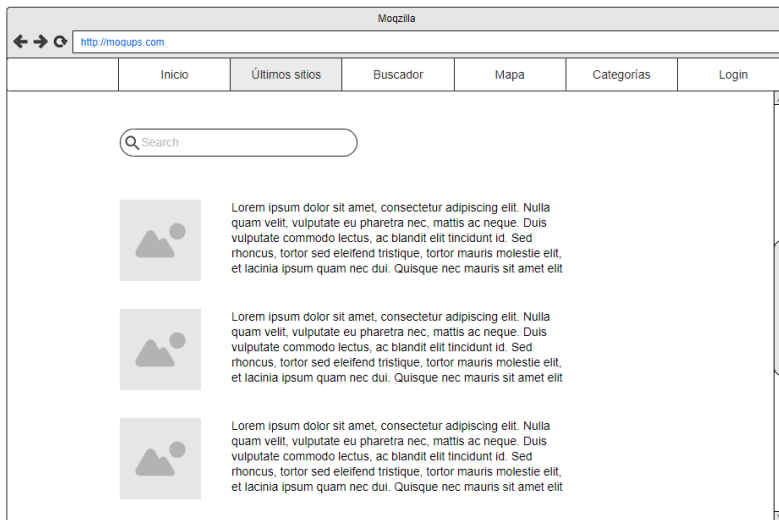 Moqzilla
http://moqups.com
Inicio Últimos sitios Buscador Mapa Categorías Login
Search
Lorem ipsum dolor sit amet, consectetur adipiscing elit. Nulla
quam velit, vulputate eu pharetra nec, mattis ac neque. Duis
vulputate commodo lectus, ac blandit elit tincidunt id. Sed
rhoncus, tortor sed eleifend tristique, tortor mauris molestie elit,
et lacinia ipsum quam nec dui. Quisque nec mauris sit amet elit
Lorem ipsum dolor sit amet, consectetur adipiscing elit. Nulla
quam velit, vulputate eu pharetra nec, mattis ac neque. Duis
vulputate commodo lectus, ac blandit elit tincidunt id. Sed
rhoncus, tortor sed eleifend tristique, tortor mauris molestie elit,
et lacinia ipsum quam nec dui. Quisque nec mauris sit amet elit
Lorem ipsum dolor sit amet, consectetur adipiscing elit. Nulla
quam velit, vulputate eu pharetra nec, mattis ac neque. Duis
vulputate commodo lectus, ac blandit elit tincidunt id. Sed
rhoncus, tortor sed eleifend tristique, tortor mauris molestie elit,
et lacinia ipsum quam nec dui. Quisque nec mauris sit amet elit